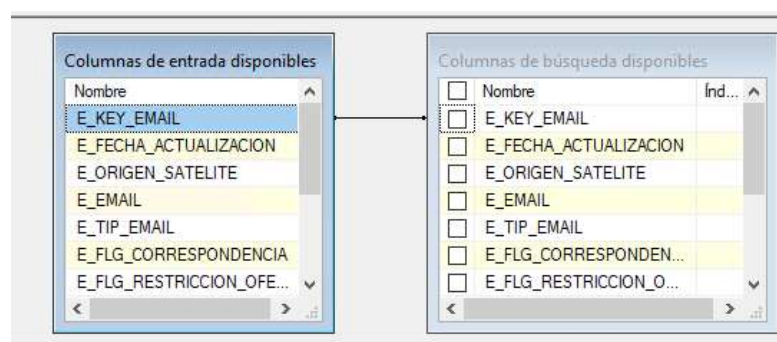 Columnas de entrada disponibles
Nombre
E_KEY_EMAIL
E_FECHA_ACTUALIZACION
E_ORIGEN_SATELITE
E_EMAIL
E_TIP_EMAIL
E_FLG_CORRESPONDENCIA
E_FLG_RESTRICCION_OFE...
Columnas de búsqueda disponibles
Nombre Índ...
E_KEY_EMAIL
E_FECHA_ACTUALIZACION
E_ORIGEN_SATELITE
E_EMAIL
E_TIP_EMAIL
E_FLG_CORRESPONDEN...
E_FLG_RESTRICCION_O...